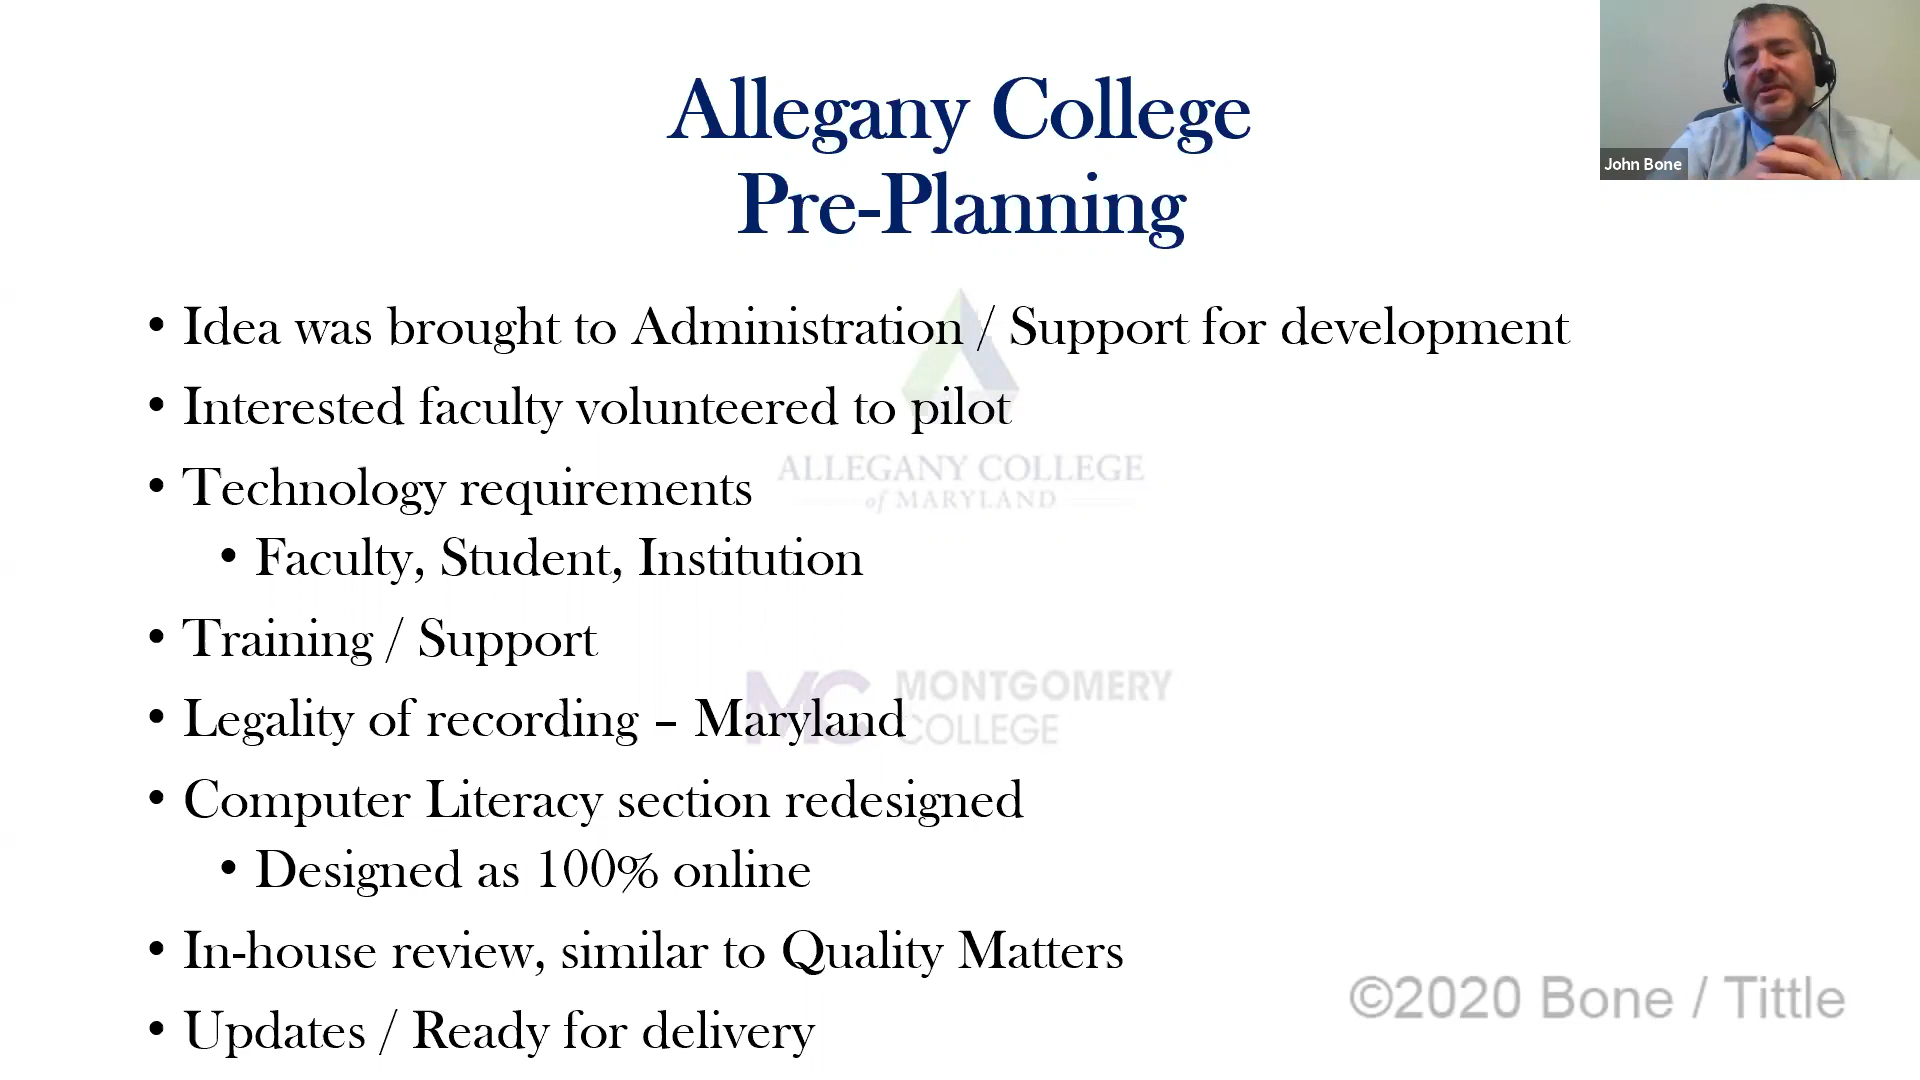 Allegany College
Pre-Planning
John Bone
• Idea was brought to Administration / Support for development
• Interested faculty volunteered to pilot
• Technology requirements
• Faculty, Student, Institution
• Training / Support
• Legality of recording – Maryland
• Computer Literacy section redesigned
• Designed as 100% online
• In-house review, similar to Quality Matters
• Updates / Ready for delivery
ALLEGANY COLLEGE
of MARYLAND
MC MONTGOMERY
COLLEGE
©2020 Bone / Tittle